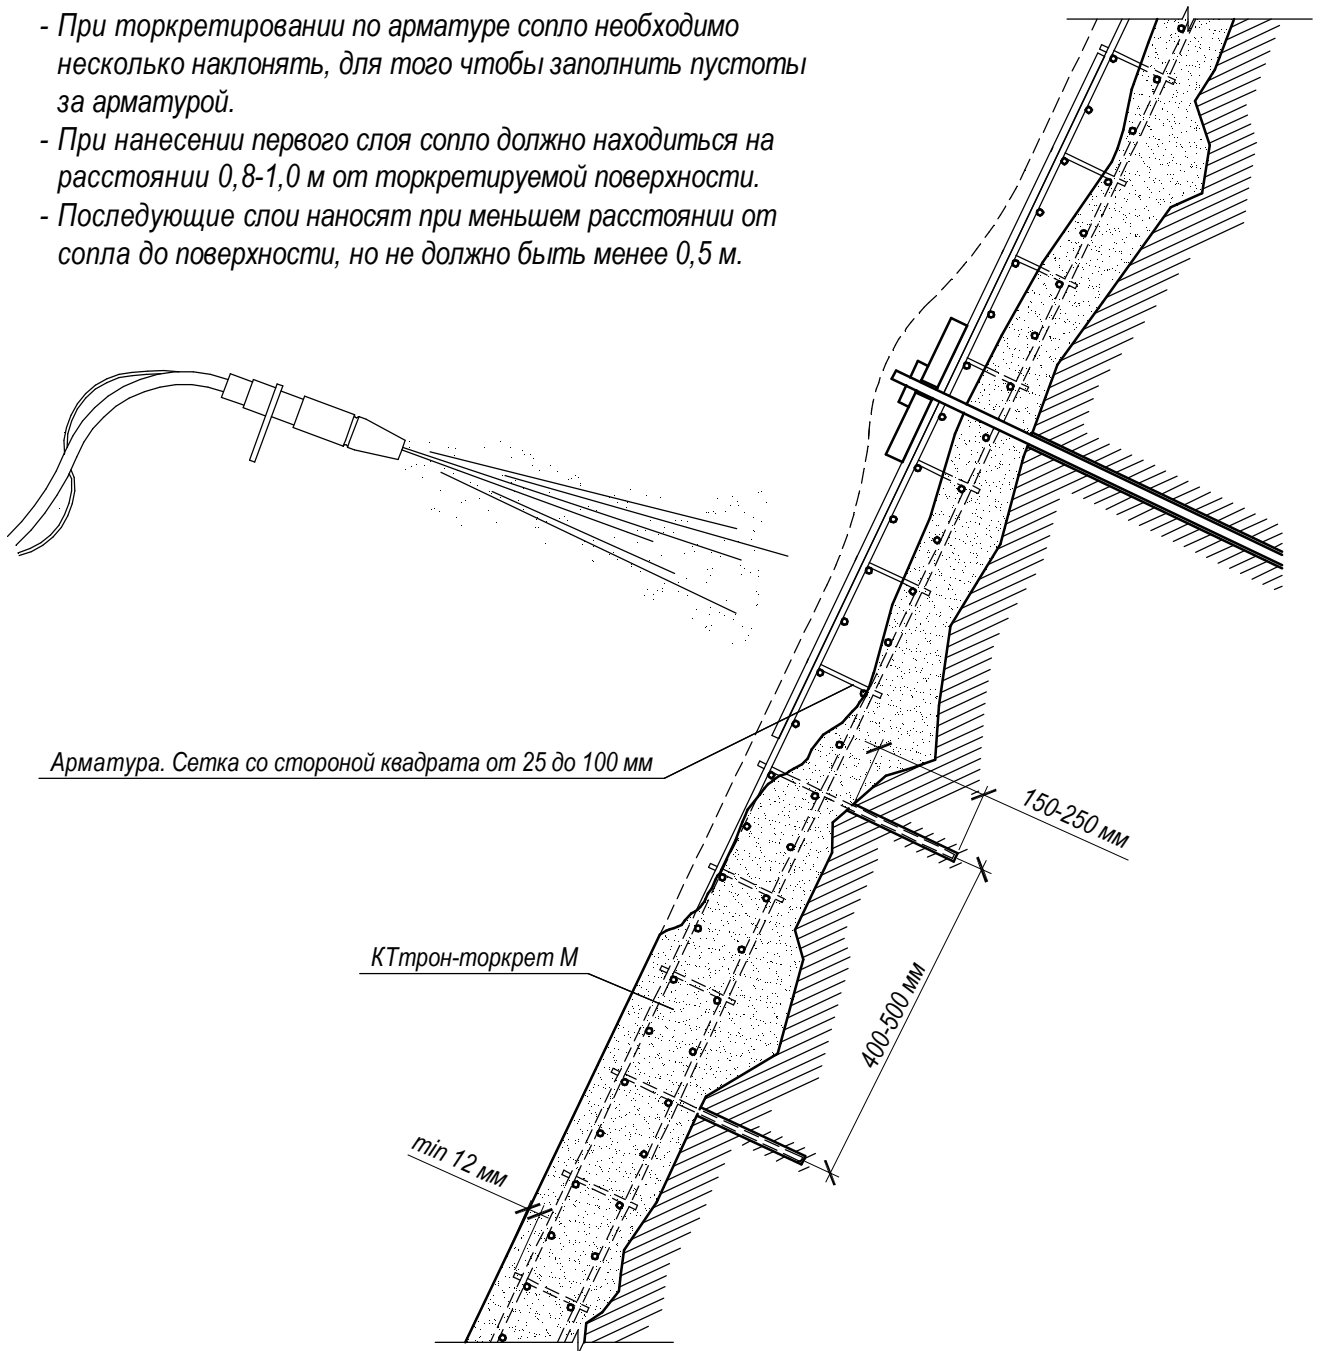 - При торкретировании по арматуре сопло необходимо
несколько наклонять, для того чтобы заполнить пустоты
за арматурой.
- При нанесении первого слоя сопло должно находиться на
расстоянии 0,8-1,0 м от торкретируемой поверхности.
- Последующие слои наносят при меньшем расстоянии от
сопла до поверхности, но не должно быть менее 0,5 м.
Арматура. Сетка со стороной квадрата от 25 до 100 мм
150-250 мм
КТтрон-торкрет М
400-500 мм
min 12 мм